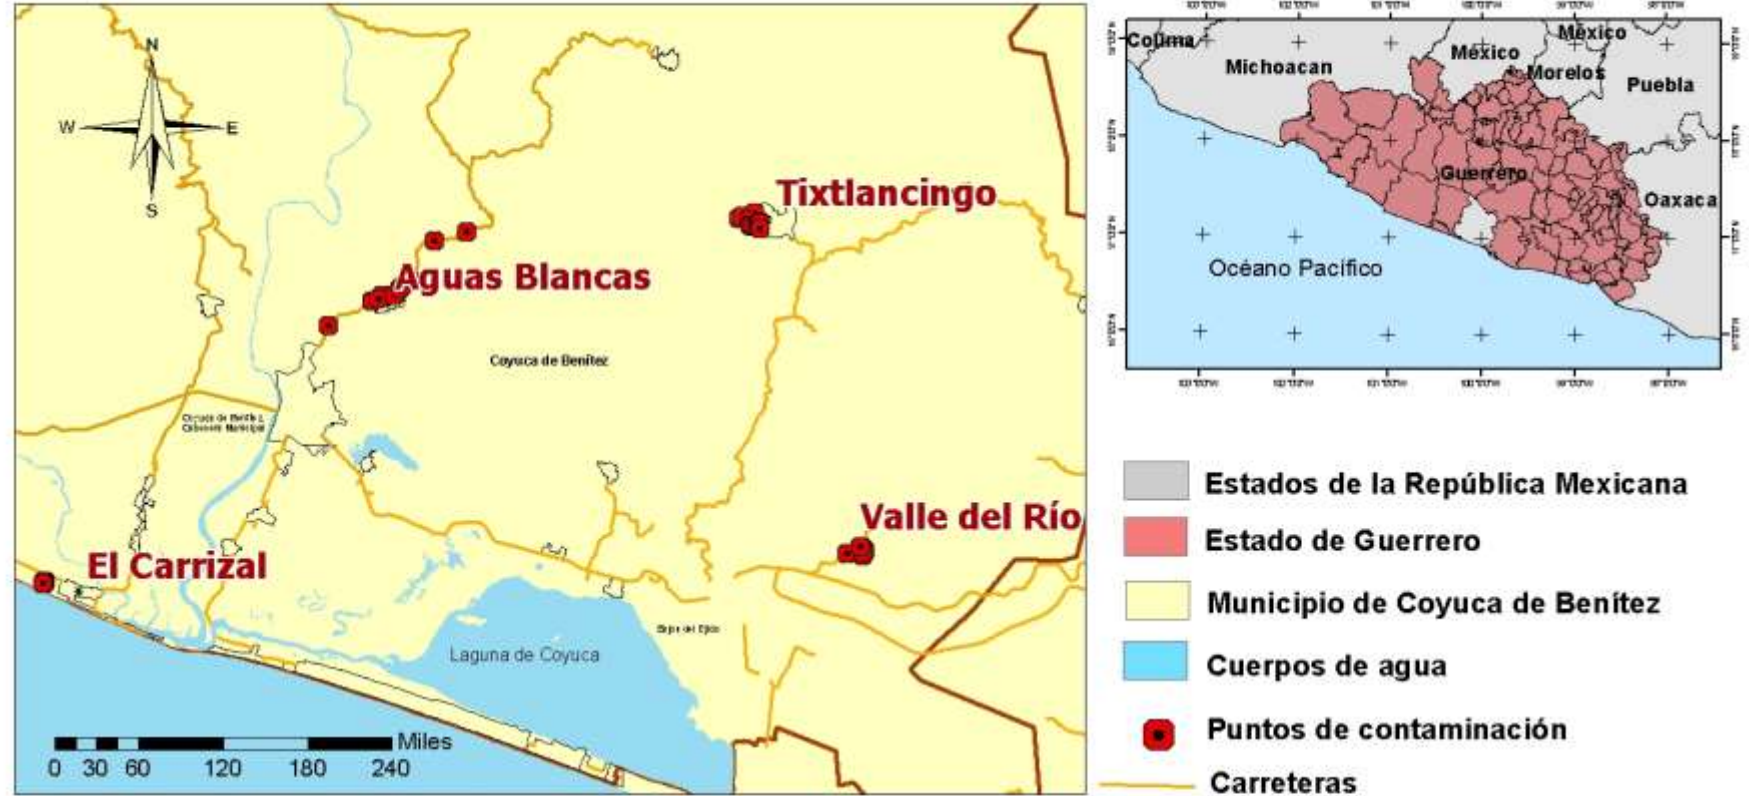 N
W
E
S
Tixtlancingo
Aguas Blancas
Coyuca de Benítez
Valle del Río
El Carrizal
Laguna de Coyuca
Miles
0 30 60 120 180 240
Colima
Michoacan
México
México
Morelos
Puebla
Guerrero
Oaxaca
Océano Pacífico
Estados de la República Mexicana
Estado de Guerrero
Municipio de Coyuca de Benítez
Cuerpos de agua
Puntos de contaminación
Carreteras